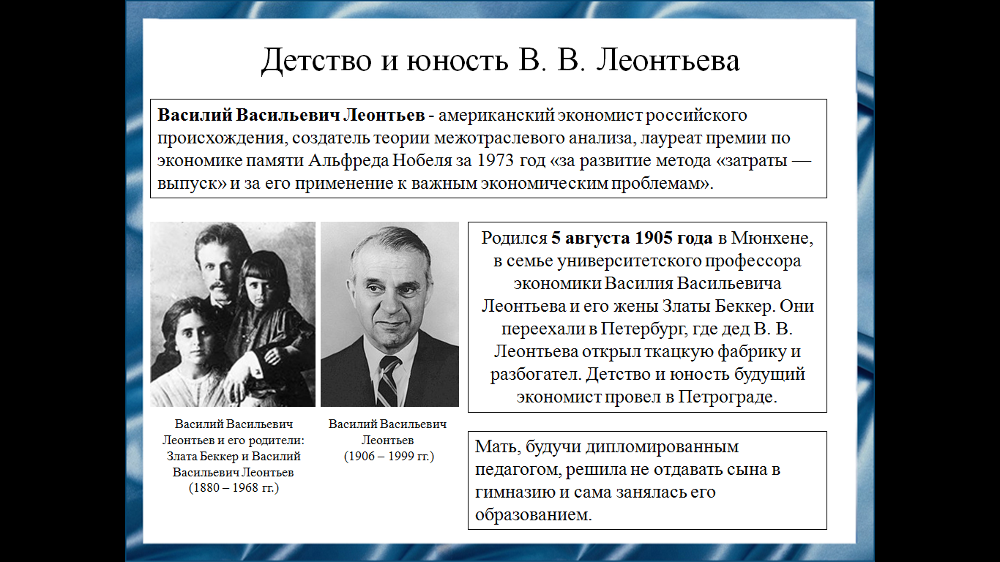 Детство и юность В. В. Леонтьева
Василий Васильевич Леонтьев - американский экономист российского
происхождения, создатель теории межотраслевого анализа, лауреат премии по
экономике памяти Альфреда Нобеля за 1973 год «за развитие метода «затраты —
выпуск» и за его применение к важным экономическим проблемам».
Василий Васильевич
Леонтьев и его родители:
Злата Беккер и Василий
Васильевич Леонтьев
(1880 – 1968 гг.)
Василий Васильевич
Леонтьев
(1906 – 1999 гг.)
Родился 5 августа 1905 года в Мюнхене,
в семье университетского профессора
экономики Василия Васильевича
Леонтьева и его жены Златы Беккер. Они
переехали в Петербург, где дед В. В.
Леонтьева открыл ткацкую фабрику и
разбогател. Детство и юность будущий
экономист провел в Петрограде.
Мать, будучи дипломированным
педагогом, решила не отдавать сына в
гимназию и сама занялась его
образованием.